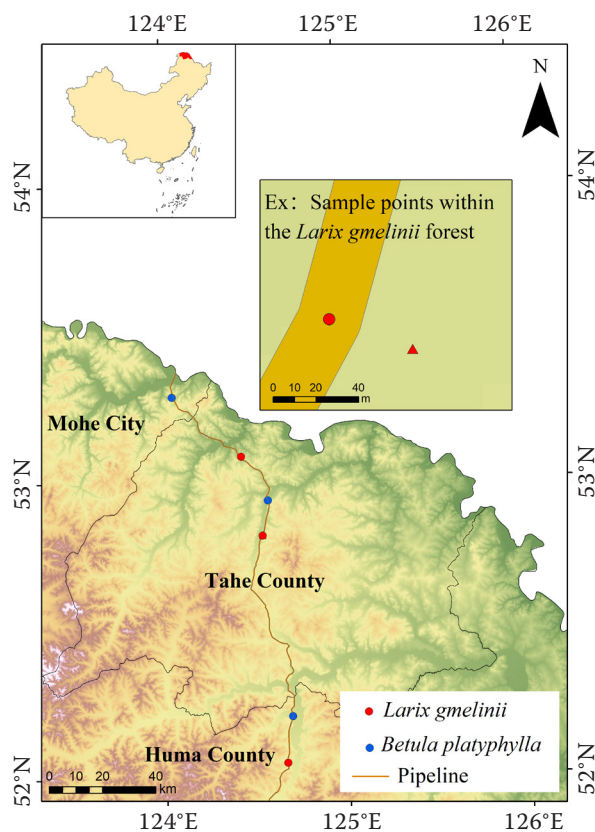 124°E 125°E 126°E
N
54°N 54°N
Ex: Sample points within
the Larix gmelinii forest
0 10 20 40
m
Mohe City
53°N 53°N
Tahe County
Larix gmelinii
Betula platyphylla
Pipeline
Huma County
0 10 20 40
km
52°N 52°N
124°E 125°E 126°E